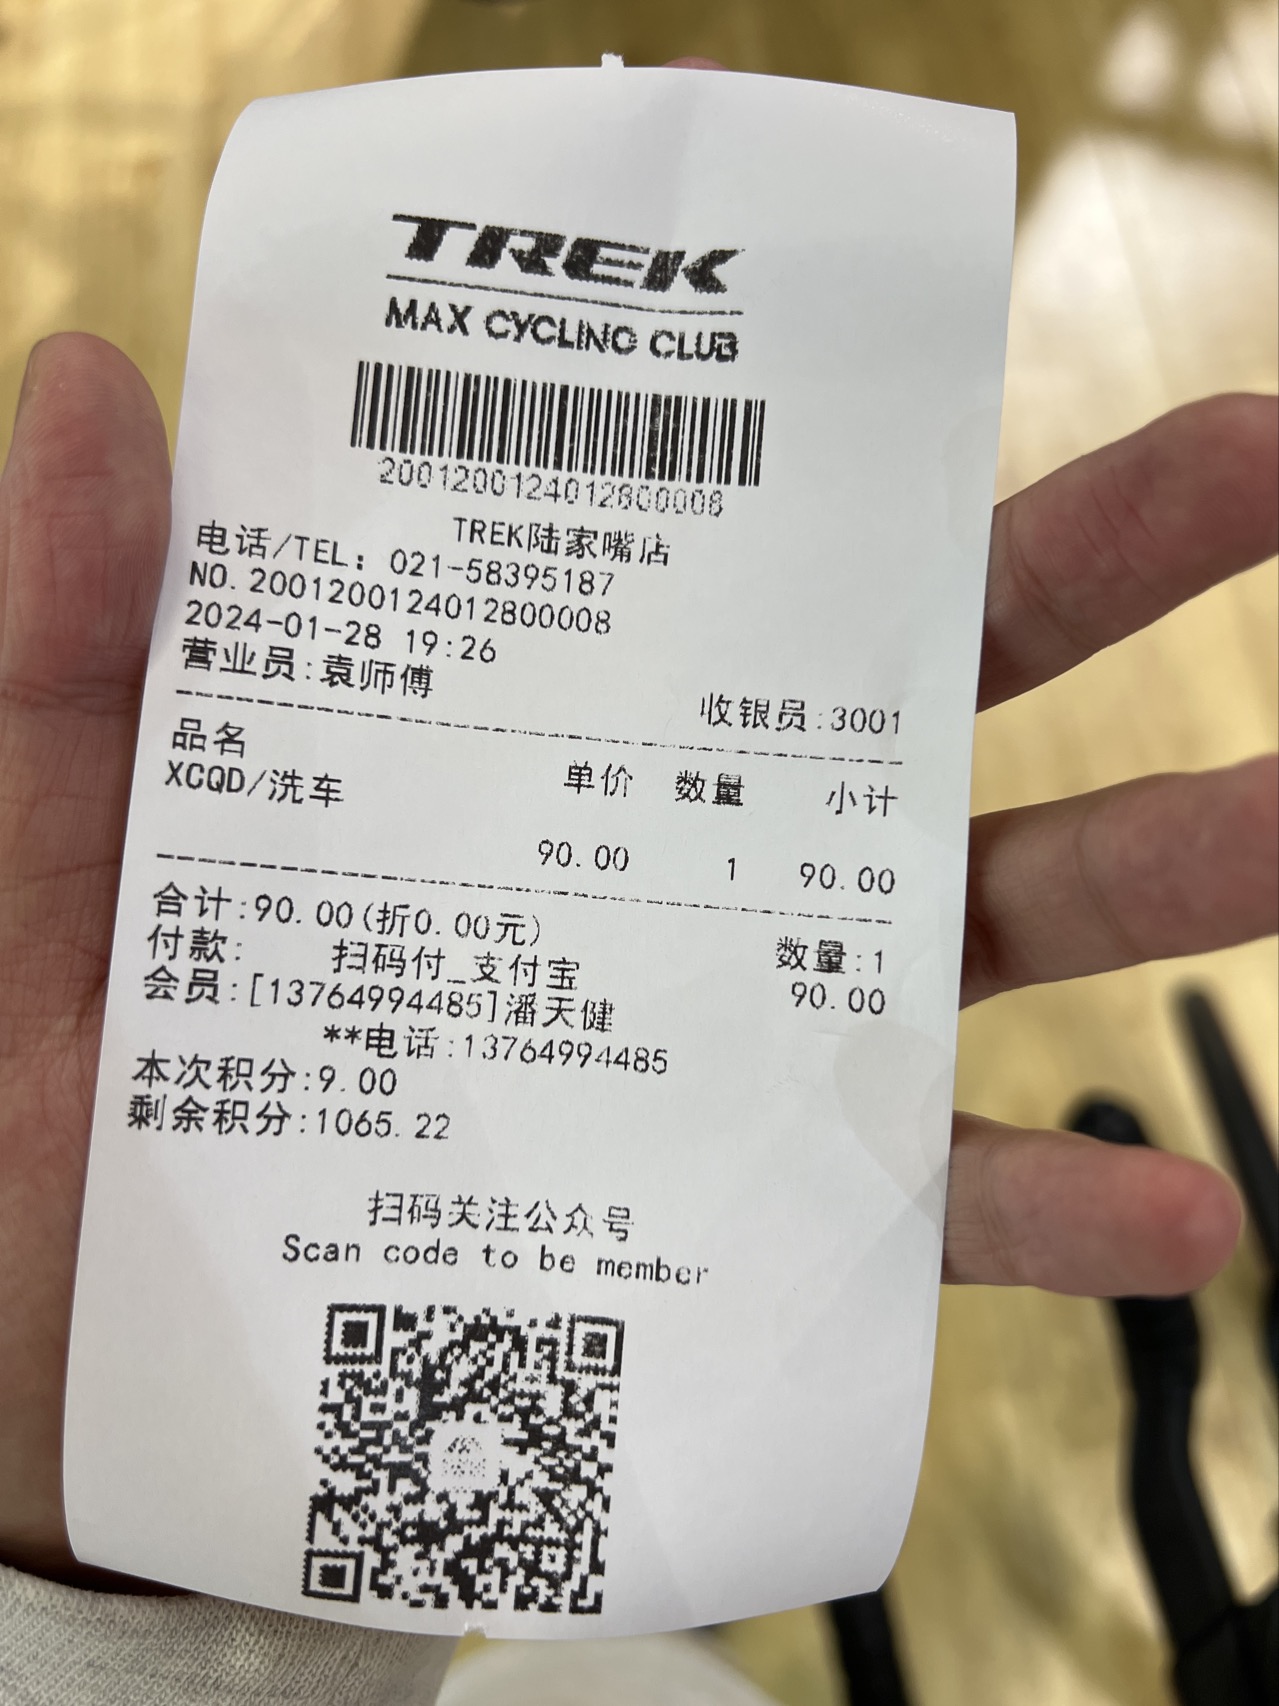 TREK
MAX CYCLING CLUB
2001200124012800008
TREK陆家嘴店
电话/TEL: 021-58395187
NO.2001200124012800008
2024-01-28 19:26
营业员:袁师傅 收银员:3001
品名 单价 数量 小计
XCQD/洗车
90.00 1 90.00
合计:90.00(折0.00元) 数量:1
付款: 扫码付_支付宝 90.00
会员:[13764994485]潘天健
**电话:13764994485
本次积分:9.00
剩余积分:1065.22
扫码关注公众号
Scan code to be member